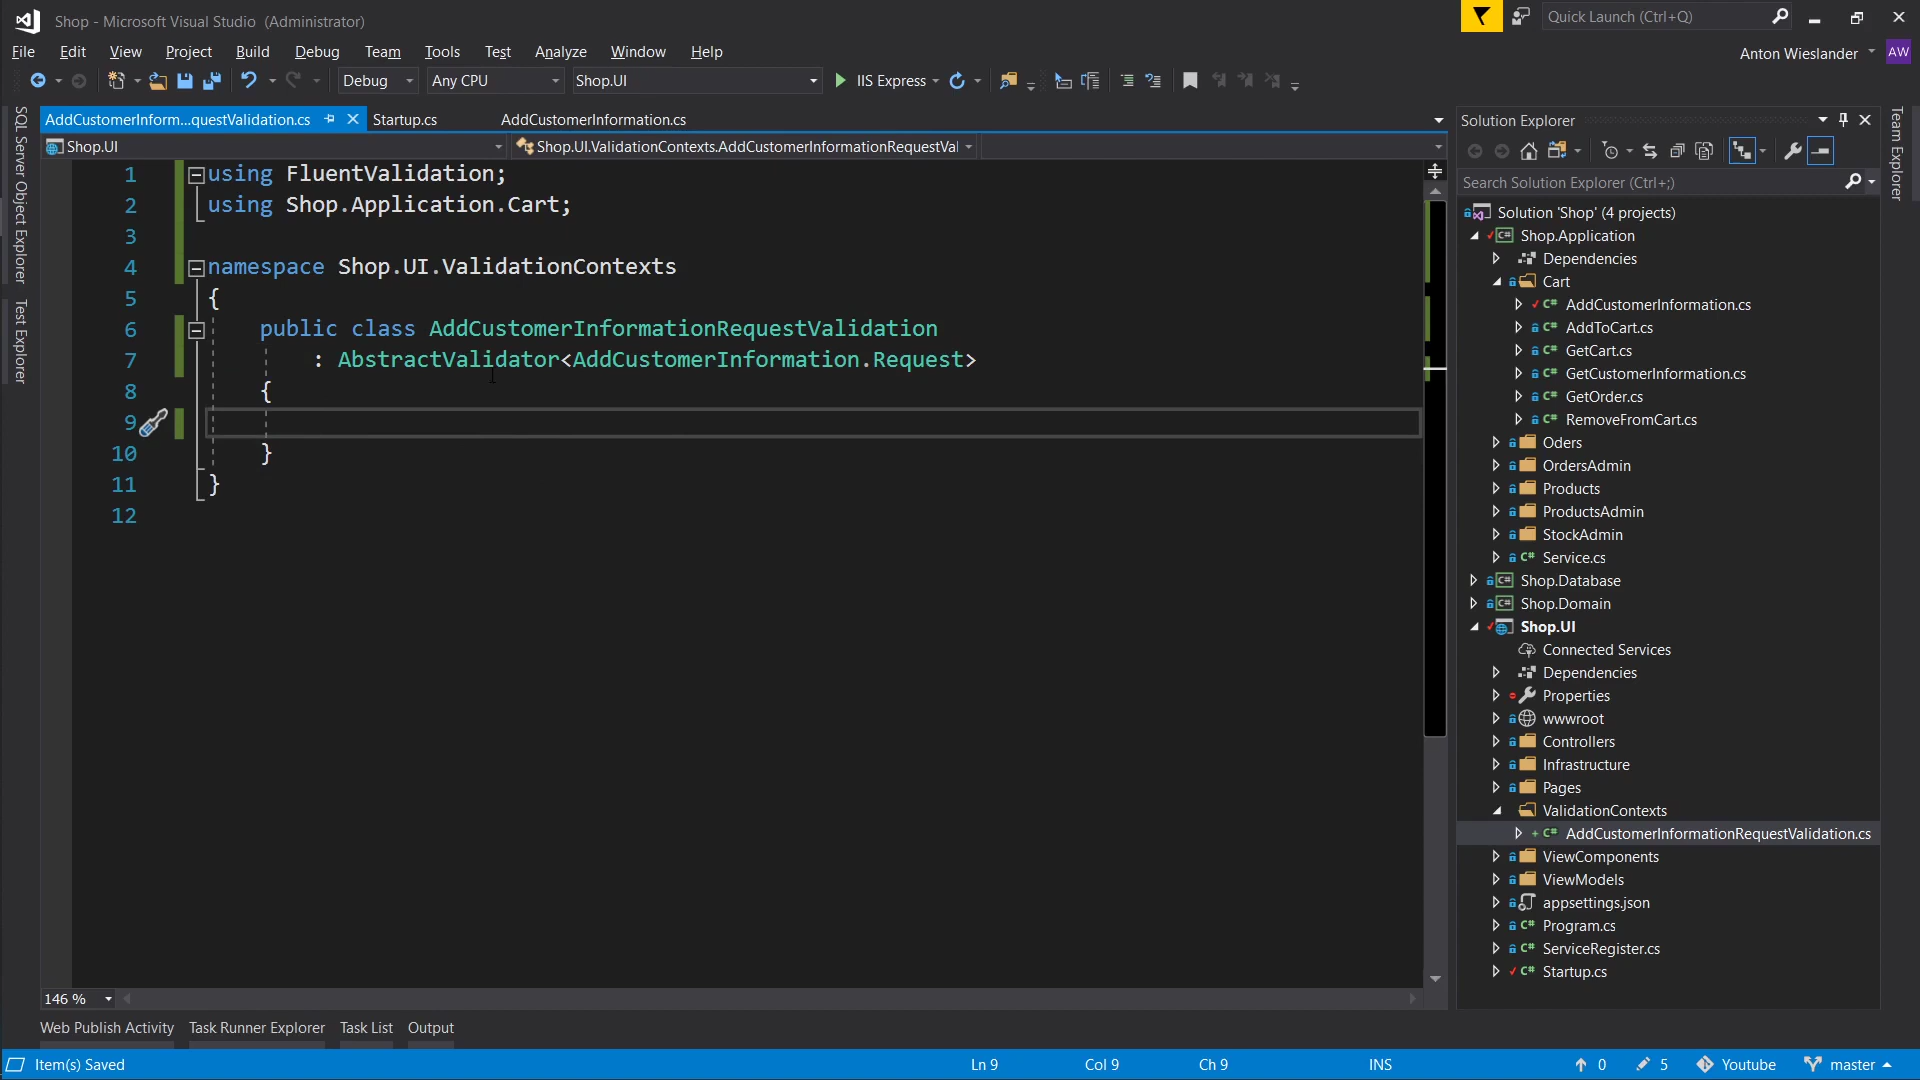 Shop - Microsoft Visual Studio (Administrator)
Quick Launch (Ctrl+Q)
File Edit View Project Build Debug Team Tools Test Analyze Window Help
Anton Wieslander AW
Debug Any CPU Shop.UI IIS Express
SQL Server Object Explorer
Test Explorer
AddCustomerInform...questValidation.cs Startup.cs AddCustomerInformation.cs
Shop.UI Shop.UI.ValidationContexts.AddCustomerInformationRequestVal
1 using FluentValidation;
2 using Shop.Application.Cart;
3
4 namespace Shop.UI.ValidationContexts
5 {
6 public class AddCustomerInformationRequestValidation
7 : AbstractValidator<AddCustomerInformation.Request>
8 {
9
10 }
11 }
12
146 %
Solution Explorer
Team Explorer
Search Solution Explorer (Ctrl+;)
Solution 'Shop' (4 projects)
Shop.Application
Dependencies
Cart
AddCustomerInformation.cs
AddToCart.cs
GetCart.cs
GetCustomerInformation.cs
GetOrder.cs
RemoveFromCart.cs
Oders
OrdersAdmin
Products
ProductsAdmin
StockAdmin
Service.cs
Shop.Database
Shop.Domain
Shop.UI
Connected Services
Dependencies
Properties
wwwroot
Controllers
Infrastructure
Pages
ValidationContexts
AddCustomerInformationRequestValidation.cs
ViewComponents
ViewModels
appsettings.json
Program.cs
ServiceRegister.cs
Startup.cs
Web Publish Activity Task Runner Explorer Task List Output
Item(s) Saved Ln 9 Col 9 Ch 9 INS 0 5 Youtube master